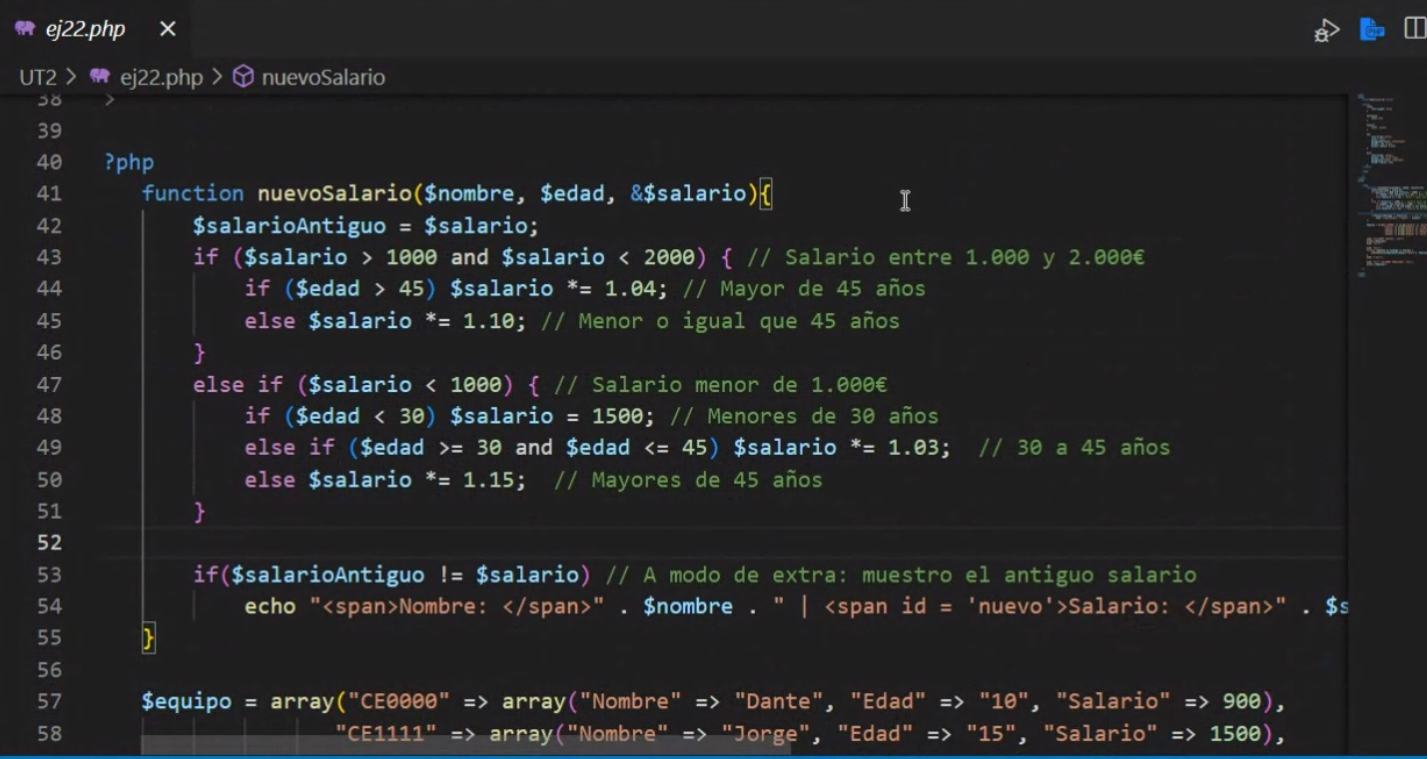 ej22.php
UT2 > ej22.php > nuevoSalario
38 >
39
40 ?php
41 function nuevoSalario($nombre, $edad, &$salario){
42 $salarioAntiguo = $salario;
43 if ($salario > 1000 and $salario < 2000) { // Salario entre 1.000 y 2.000€
44 if ($edad > 45) $salario *= 1.04; // Mayor de 45 años
45 else $salario *= 1.10; // Menor o igual que 45 años
46 }
47 else if ($salario < 1000) { // Salario menor de 1.000€
48 if ($edad < 30) $salario = 1500; // Menores de 30 años
49 else if ($edad >= 30 and $edad <= 45) $salario *= 1.03; // 30 a 45 años
50 else $salario *= 1.15; // Mayores de 45 años
51 }
52
53 if($salarioAntiguo != $salario) // A modo de extra: muestro el antiguo salario
54 echo "<span>Nombre: </span>" . $nombre . " | <span id = 'nuevo'>Salario: </span>" . $s
55 }
56
57 $equipo = array("CE0000" => array("Nombre" => "Dante", "Edad" => "10", "Salario" => 900),
58 "CE1111" => array("Nombre" => "Jorge", "Edad" => "15", "Salario" => 1500),